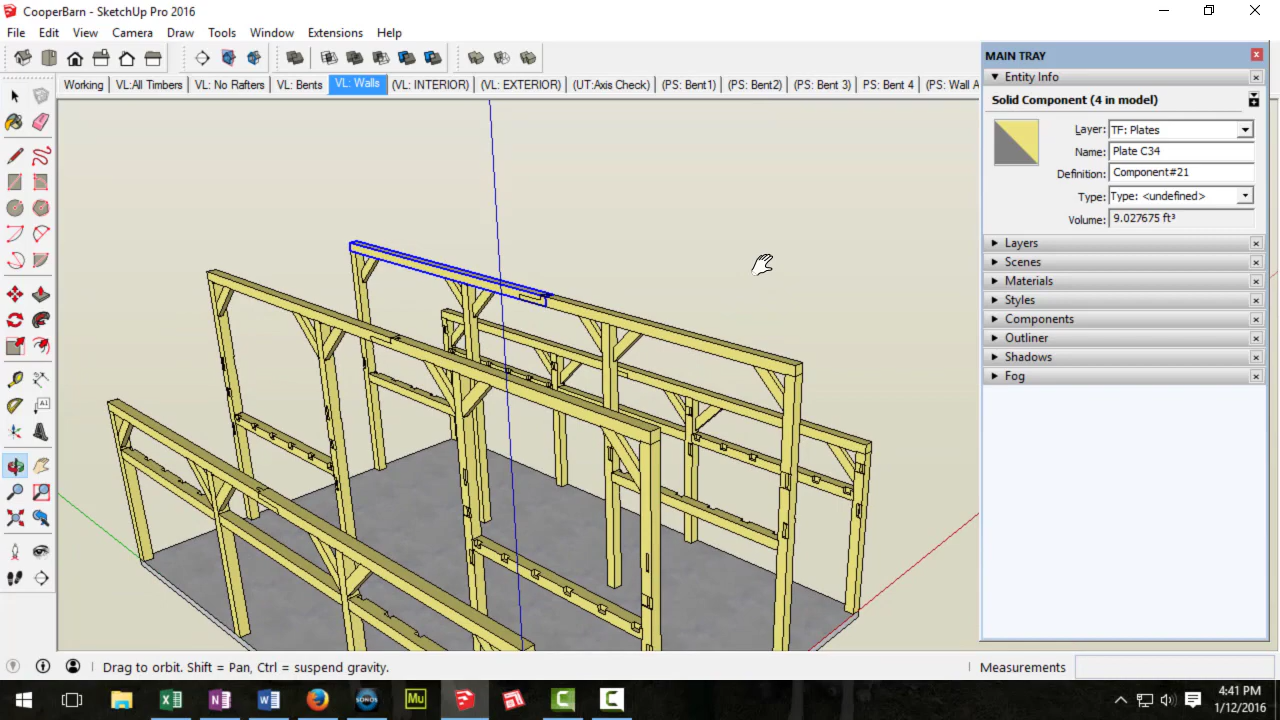 CooperBarn - SketchUp Pro 2016
File Edit View Camera Draw Tools Window Extensions Help
Working VL:All Timbers VL: No Rafters VL: Bents VL: Walls (VL: INTERIOR) (VL: EXTERIOR) (UT:Axis Check) (PS: Bent1) (PS: Bent2) (PS: Bent 3) PS: Bent 4 (PS: Wall A
MAIN TRAY
Entity Info
Solid Component (4 in model)
Layer: TF: Plates
Name: Plate C34
Definition: Component#21
Type: Type: <undefined>
Volume: 9.027675 ft³
Layers
Scenes
Materials
Styles
Components
Outliner
Shadows
Fog
Drag to orbit. Shift = Pan, Ctrl = suspend gravity.
Measurements
Mu
SONOS
4:41 PM
1/12/2016